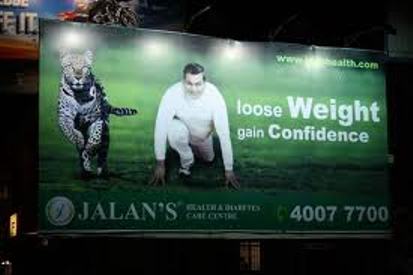 loose Weight
gain Confidence
JALAN'S HEALTH & DIABETES
CARE CENTRE
4007 7700